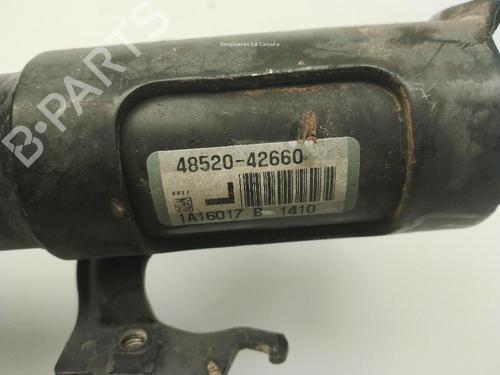 Desguaces La Cabaña
B-PARTS
48520-42660
L
1A16017 B 1410